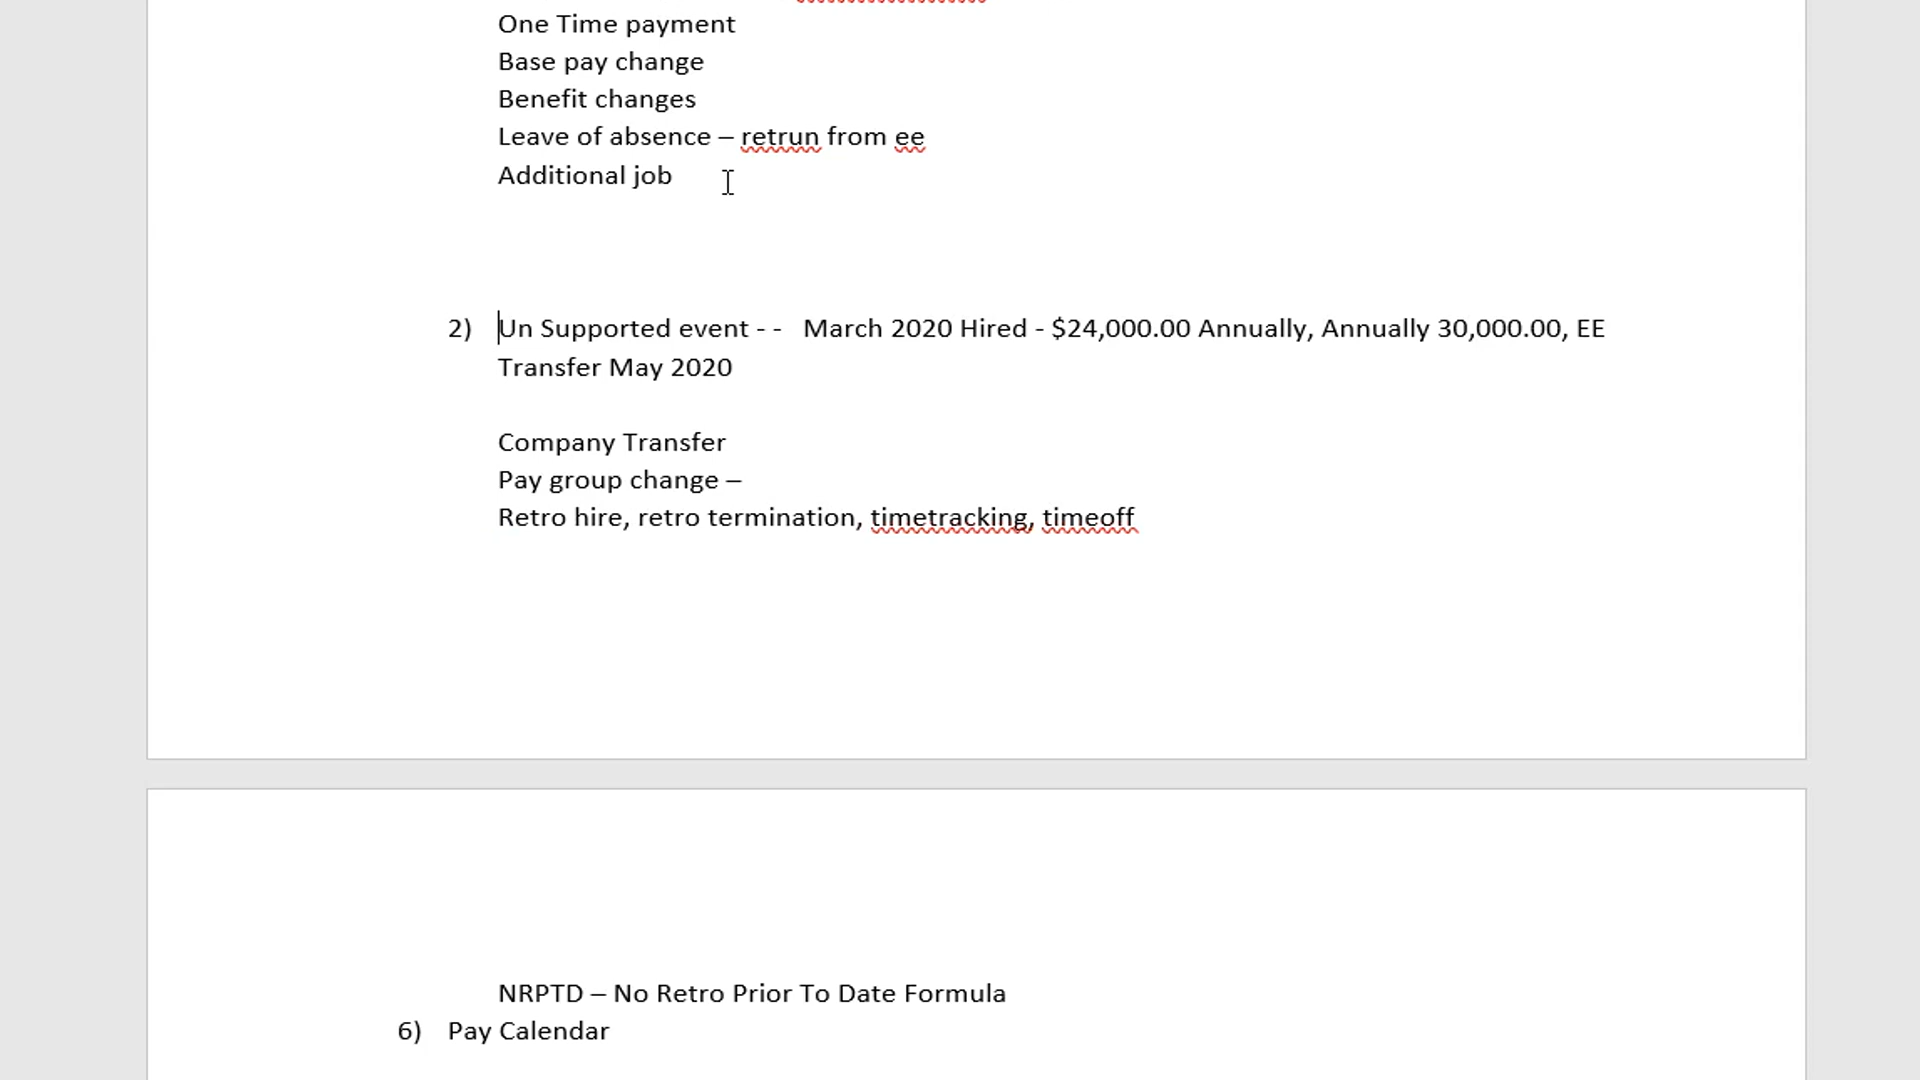 One Time payment
Base pay change
Benefit changes
Leave of absence – retrun from ee
Additional job
2) Un Supported event - - March 2020 Hired - $24,000.00 Annually, Annually 30,000.00, EE
Transfer May 2020
Company Transfer
Pay group change –
Retro hire, retro termination, timetracking, timeoff
NRPTD – No Retro Prior To Date Formula
6) Pay Calendar